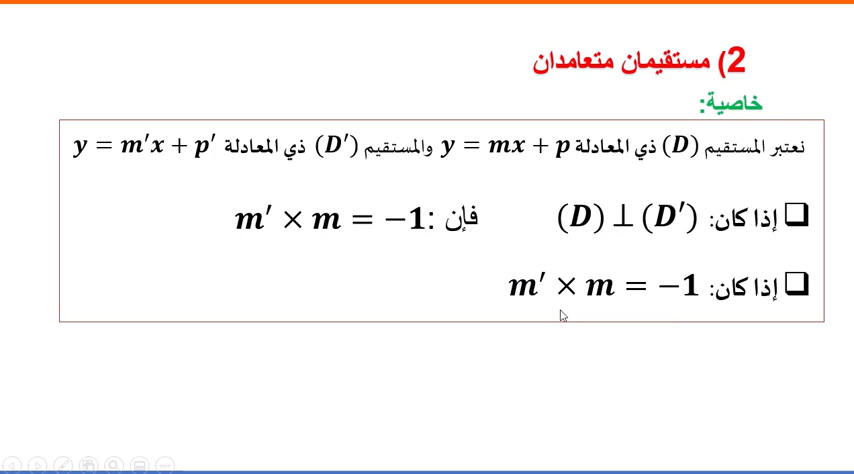 2) مستقيمان متعامدان
خاصية:
نعتبر المستقيم (D) ذي المعادلة y = mx + p والمستقيم (D′) ذي المعادلة y = m′x + p′
❑ إذا كان: (D) ⊥ (D′) فإن: m′ × m = −1
❑ إذا كان: m′ × m = −1